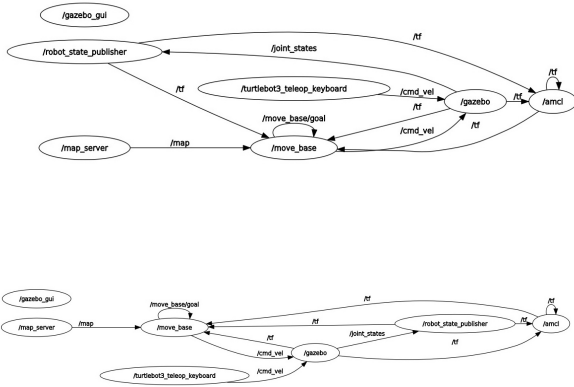 /gazebo_gui
/tf
/robot_state_publisher
/joint_states
/tf
/tf
/turtlebot3_teleop_keyboard
/cmd_vel
/gazebo
/tf
/amcl
/tf
/move_base/goal
/cmd_vel
/tf
/map_server
/map
/move_base
/gazebo_gui
/move_base/goal
/tf
/tf
/map_server
/map
/move_base
/tf
/robot_state_publisher
/tf
/amcl
/joint_states
/tf
/tf
/cmd_vel
/gazebo
/turtlebot3_teleop_keyboard
/cmd_vel